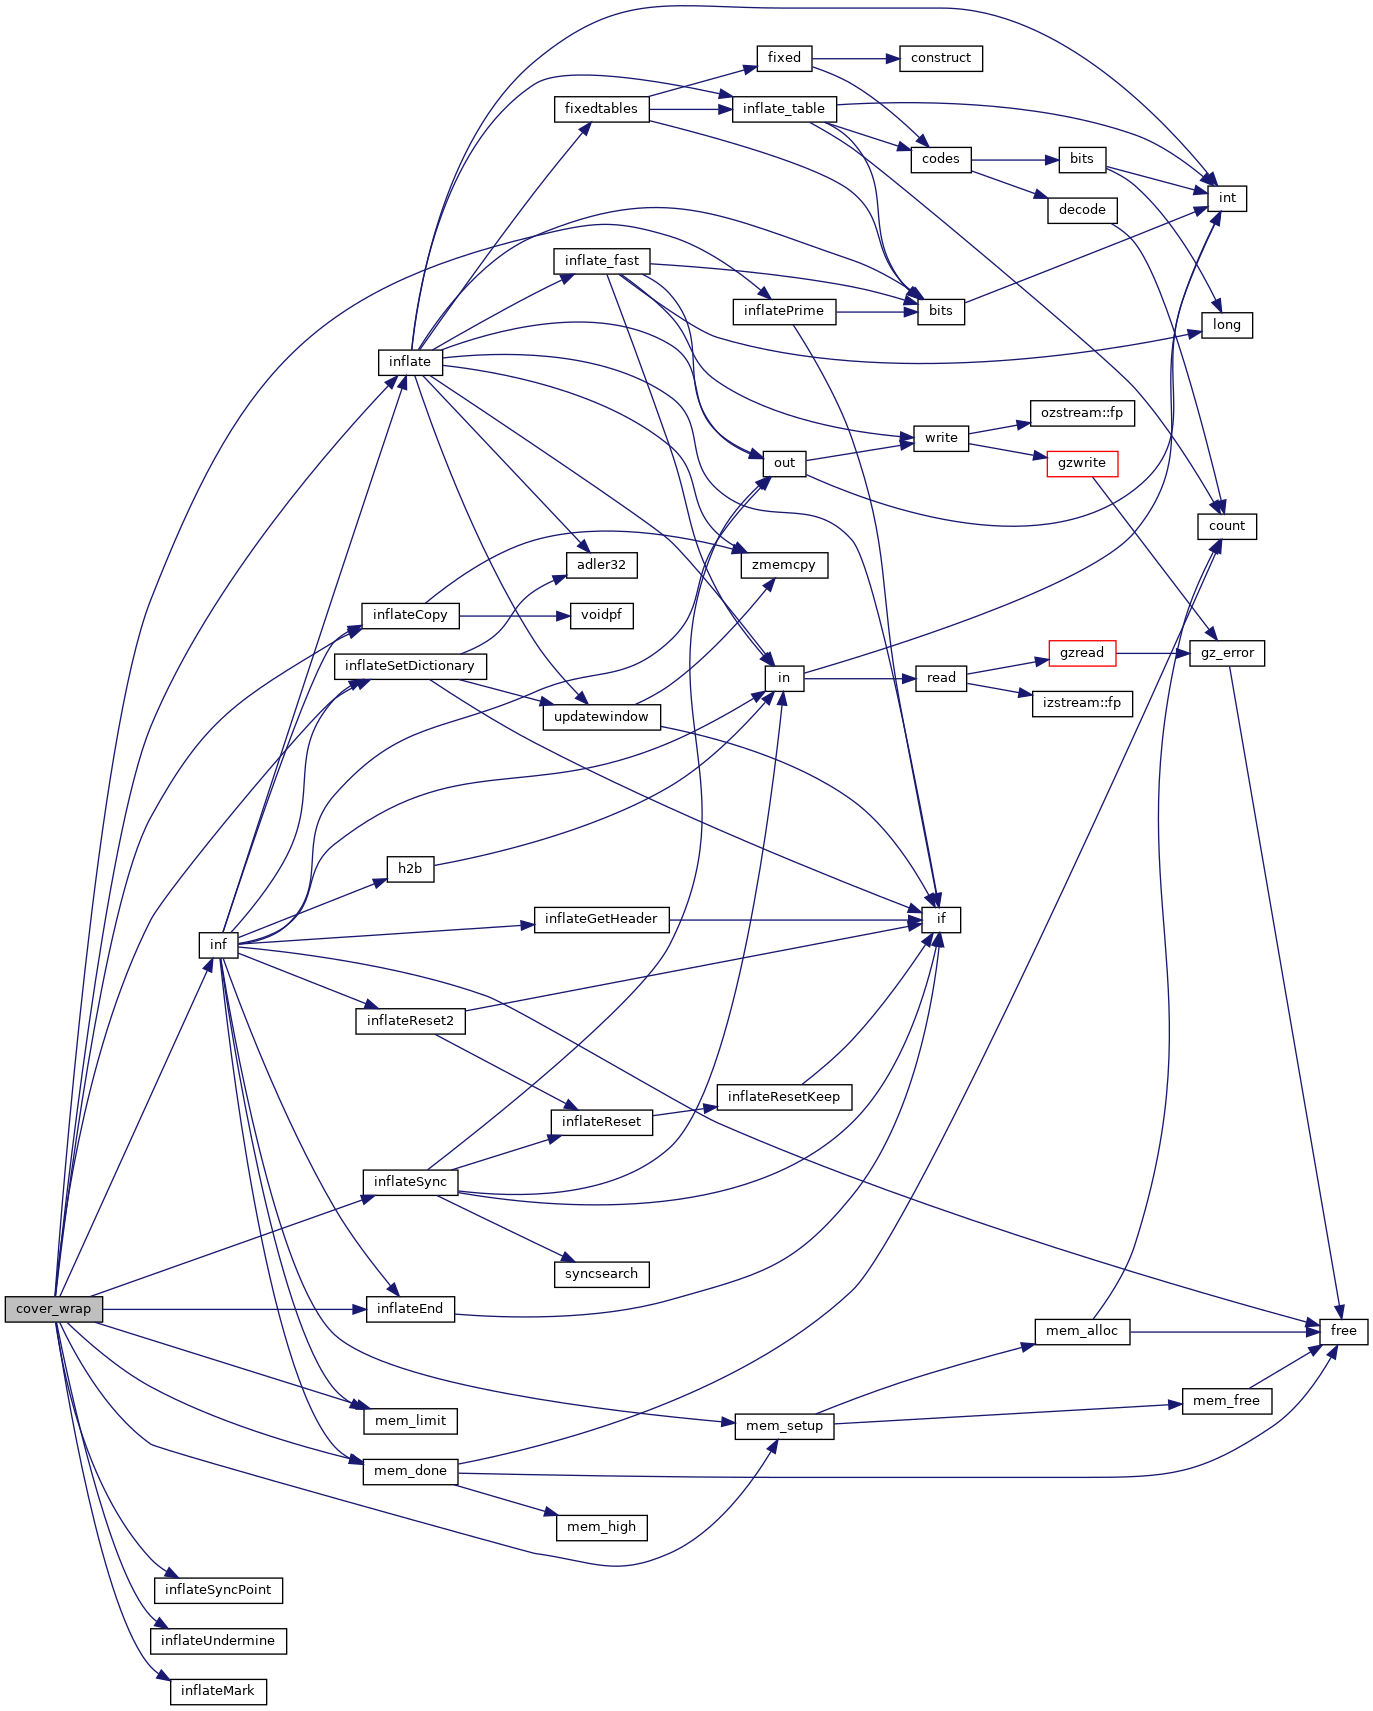 fixed
construct
fixedtables
inflate_table
codes
bits
int
decode
inflate_fast
inflatePrime
bits
long
inflate
ozstream::fp
write
gzwrite
out
count
zmemcpy
adler32
inflateCopy
voidpf
inflateSetDictionary
gzread
gz_error
in
read
izstream::fp
updatewindow
h2b
inflateGetHeader
if
inf
inflateReset2
inflateResetKeep
inflateReset
inflateSync
syncsearch
cover_wrap
inflateEnd
mem_alloc
free
mem_free
mem_limit
mem_setup
mem_done
mem_high
inflateSyncPoint
inflateUndermine
inflateMark